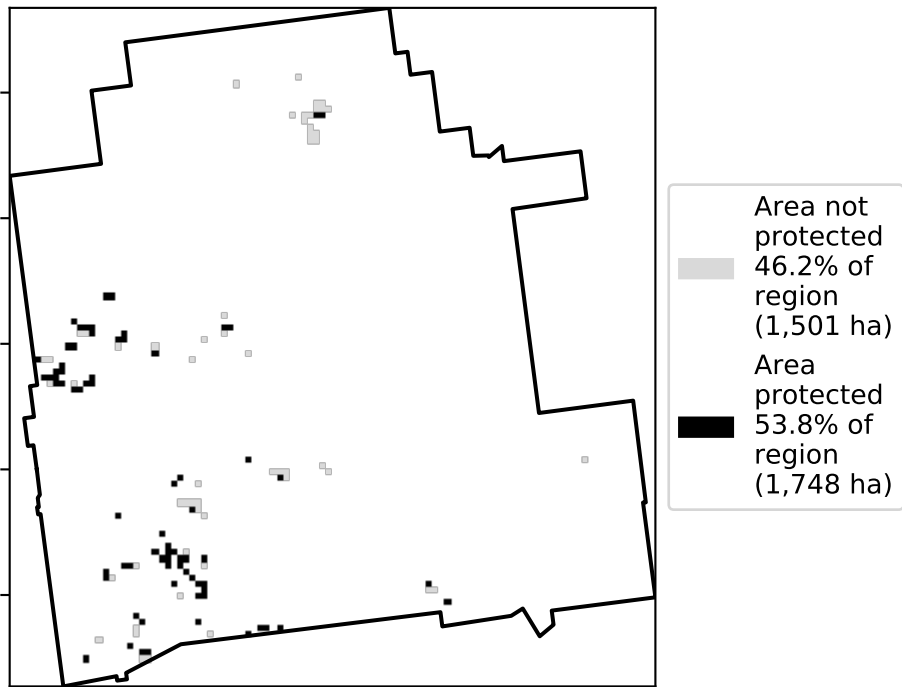 Area not
protected
46.2% of
region
(1,501 ha)
Area
protected
53.8% of
region
(1,748 ha)